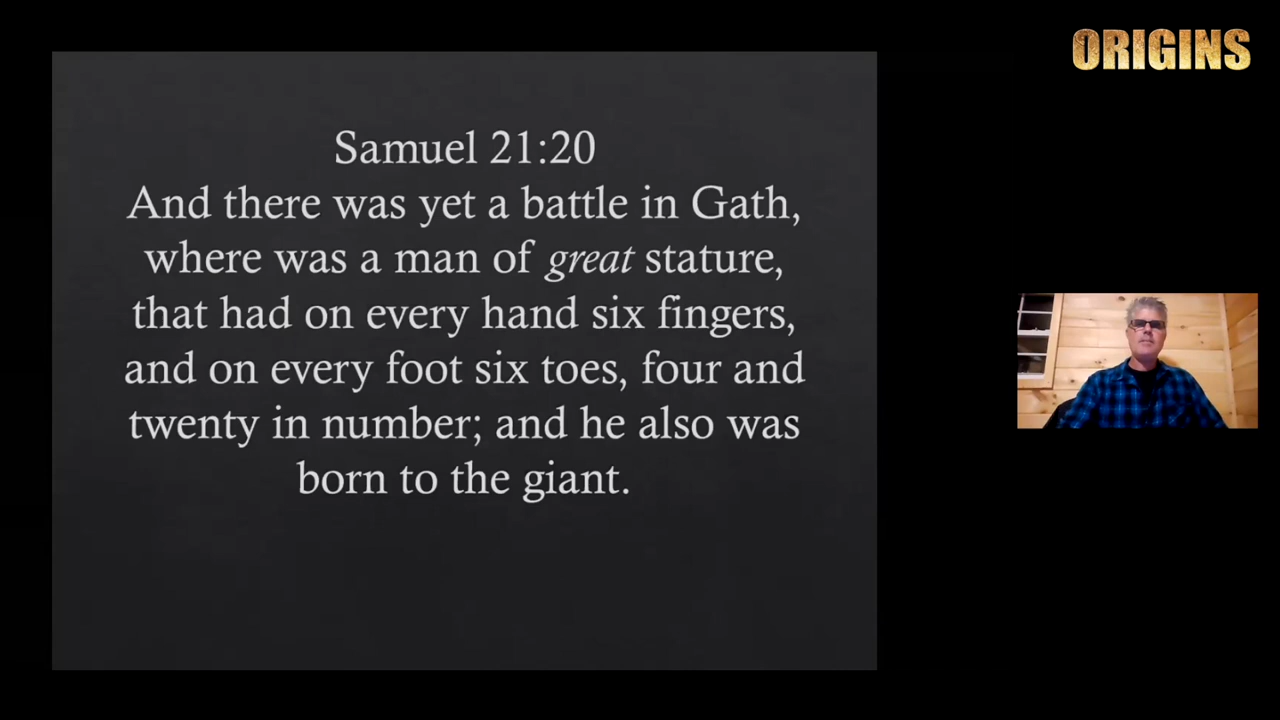 ORIGINS
Samuel 21:20
And there was yet a battle in Gath,
where was a man of great stature,
that had on every hand six fingers,
and on every foot six toes, four and
twenty in number; and he also was
born to the giant.